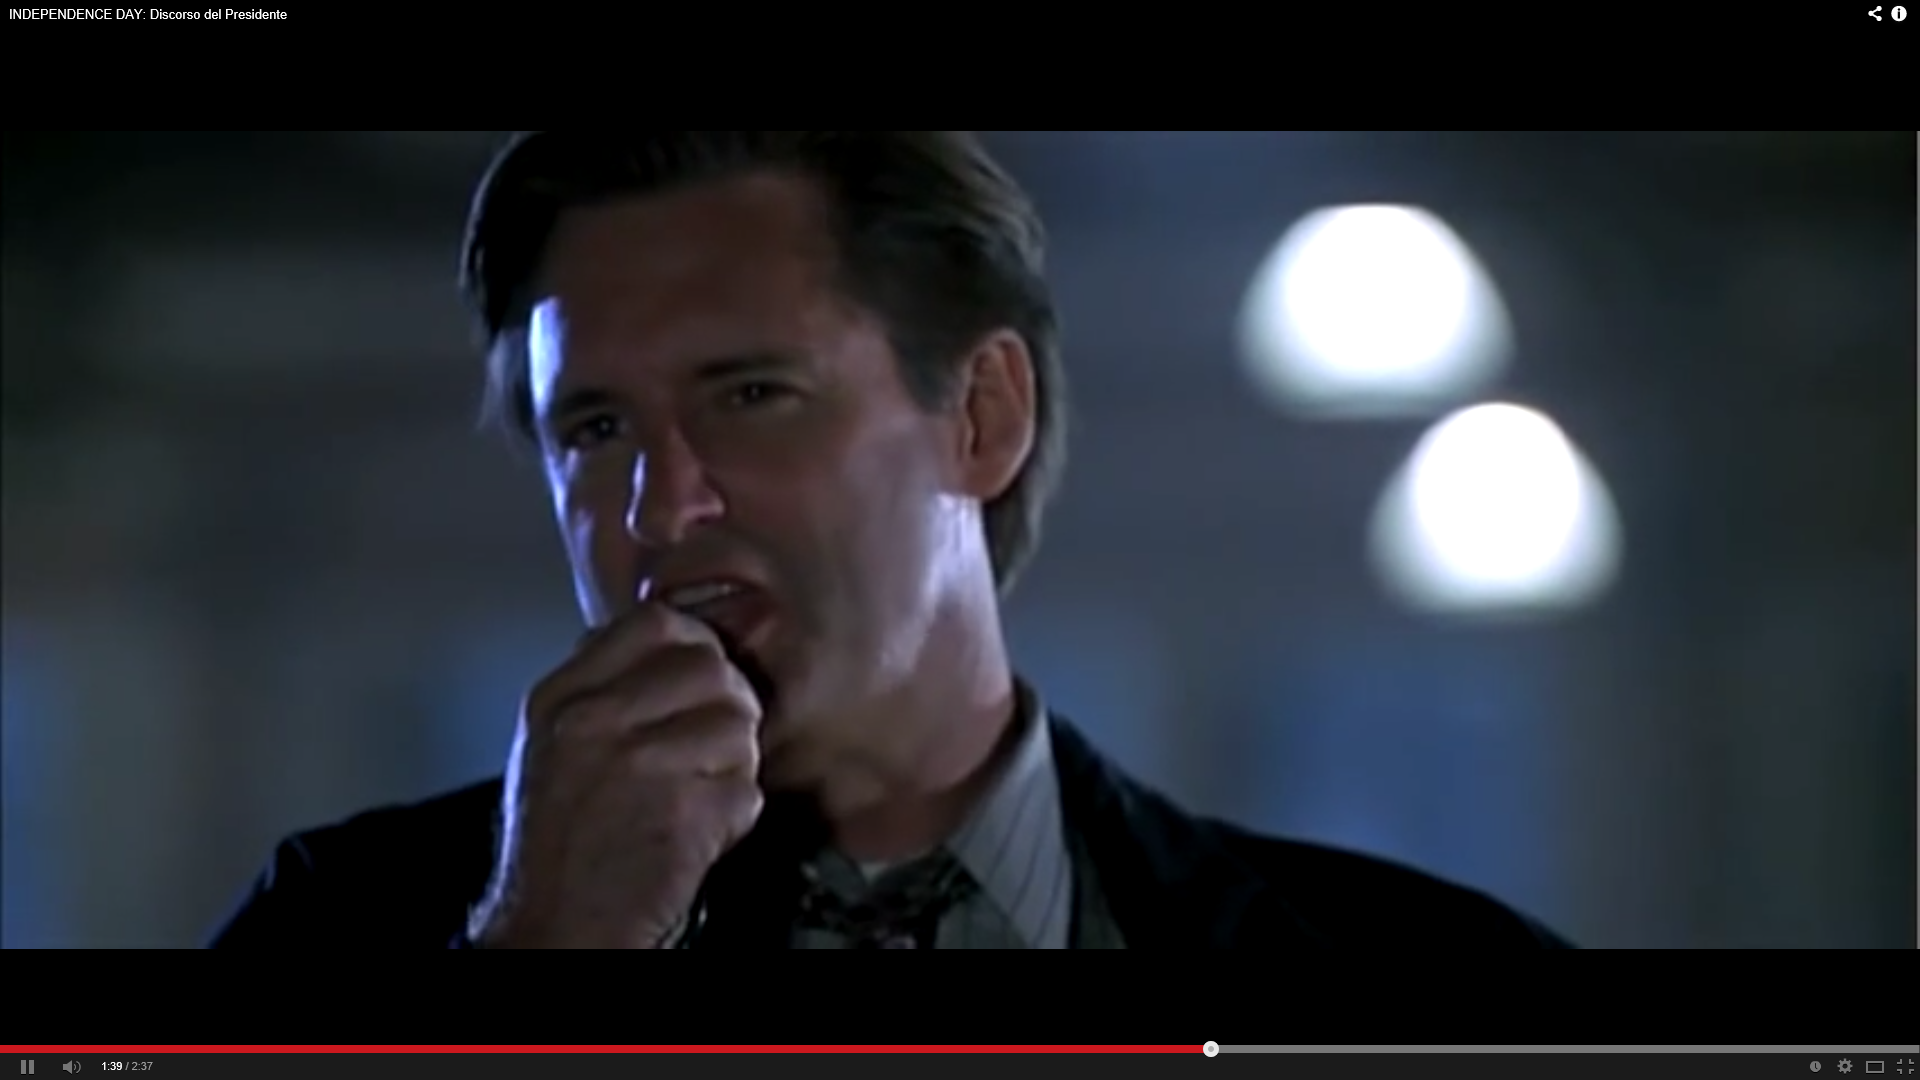 INDEPENDENCE DAY: Discorso del Presidente
1:39 / 2:37